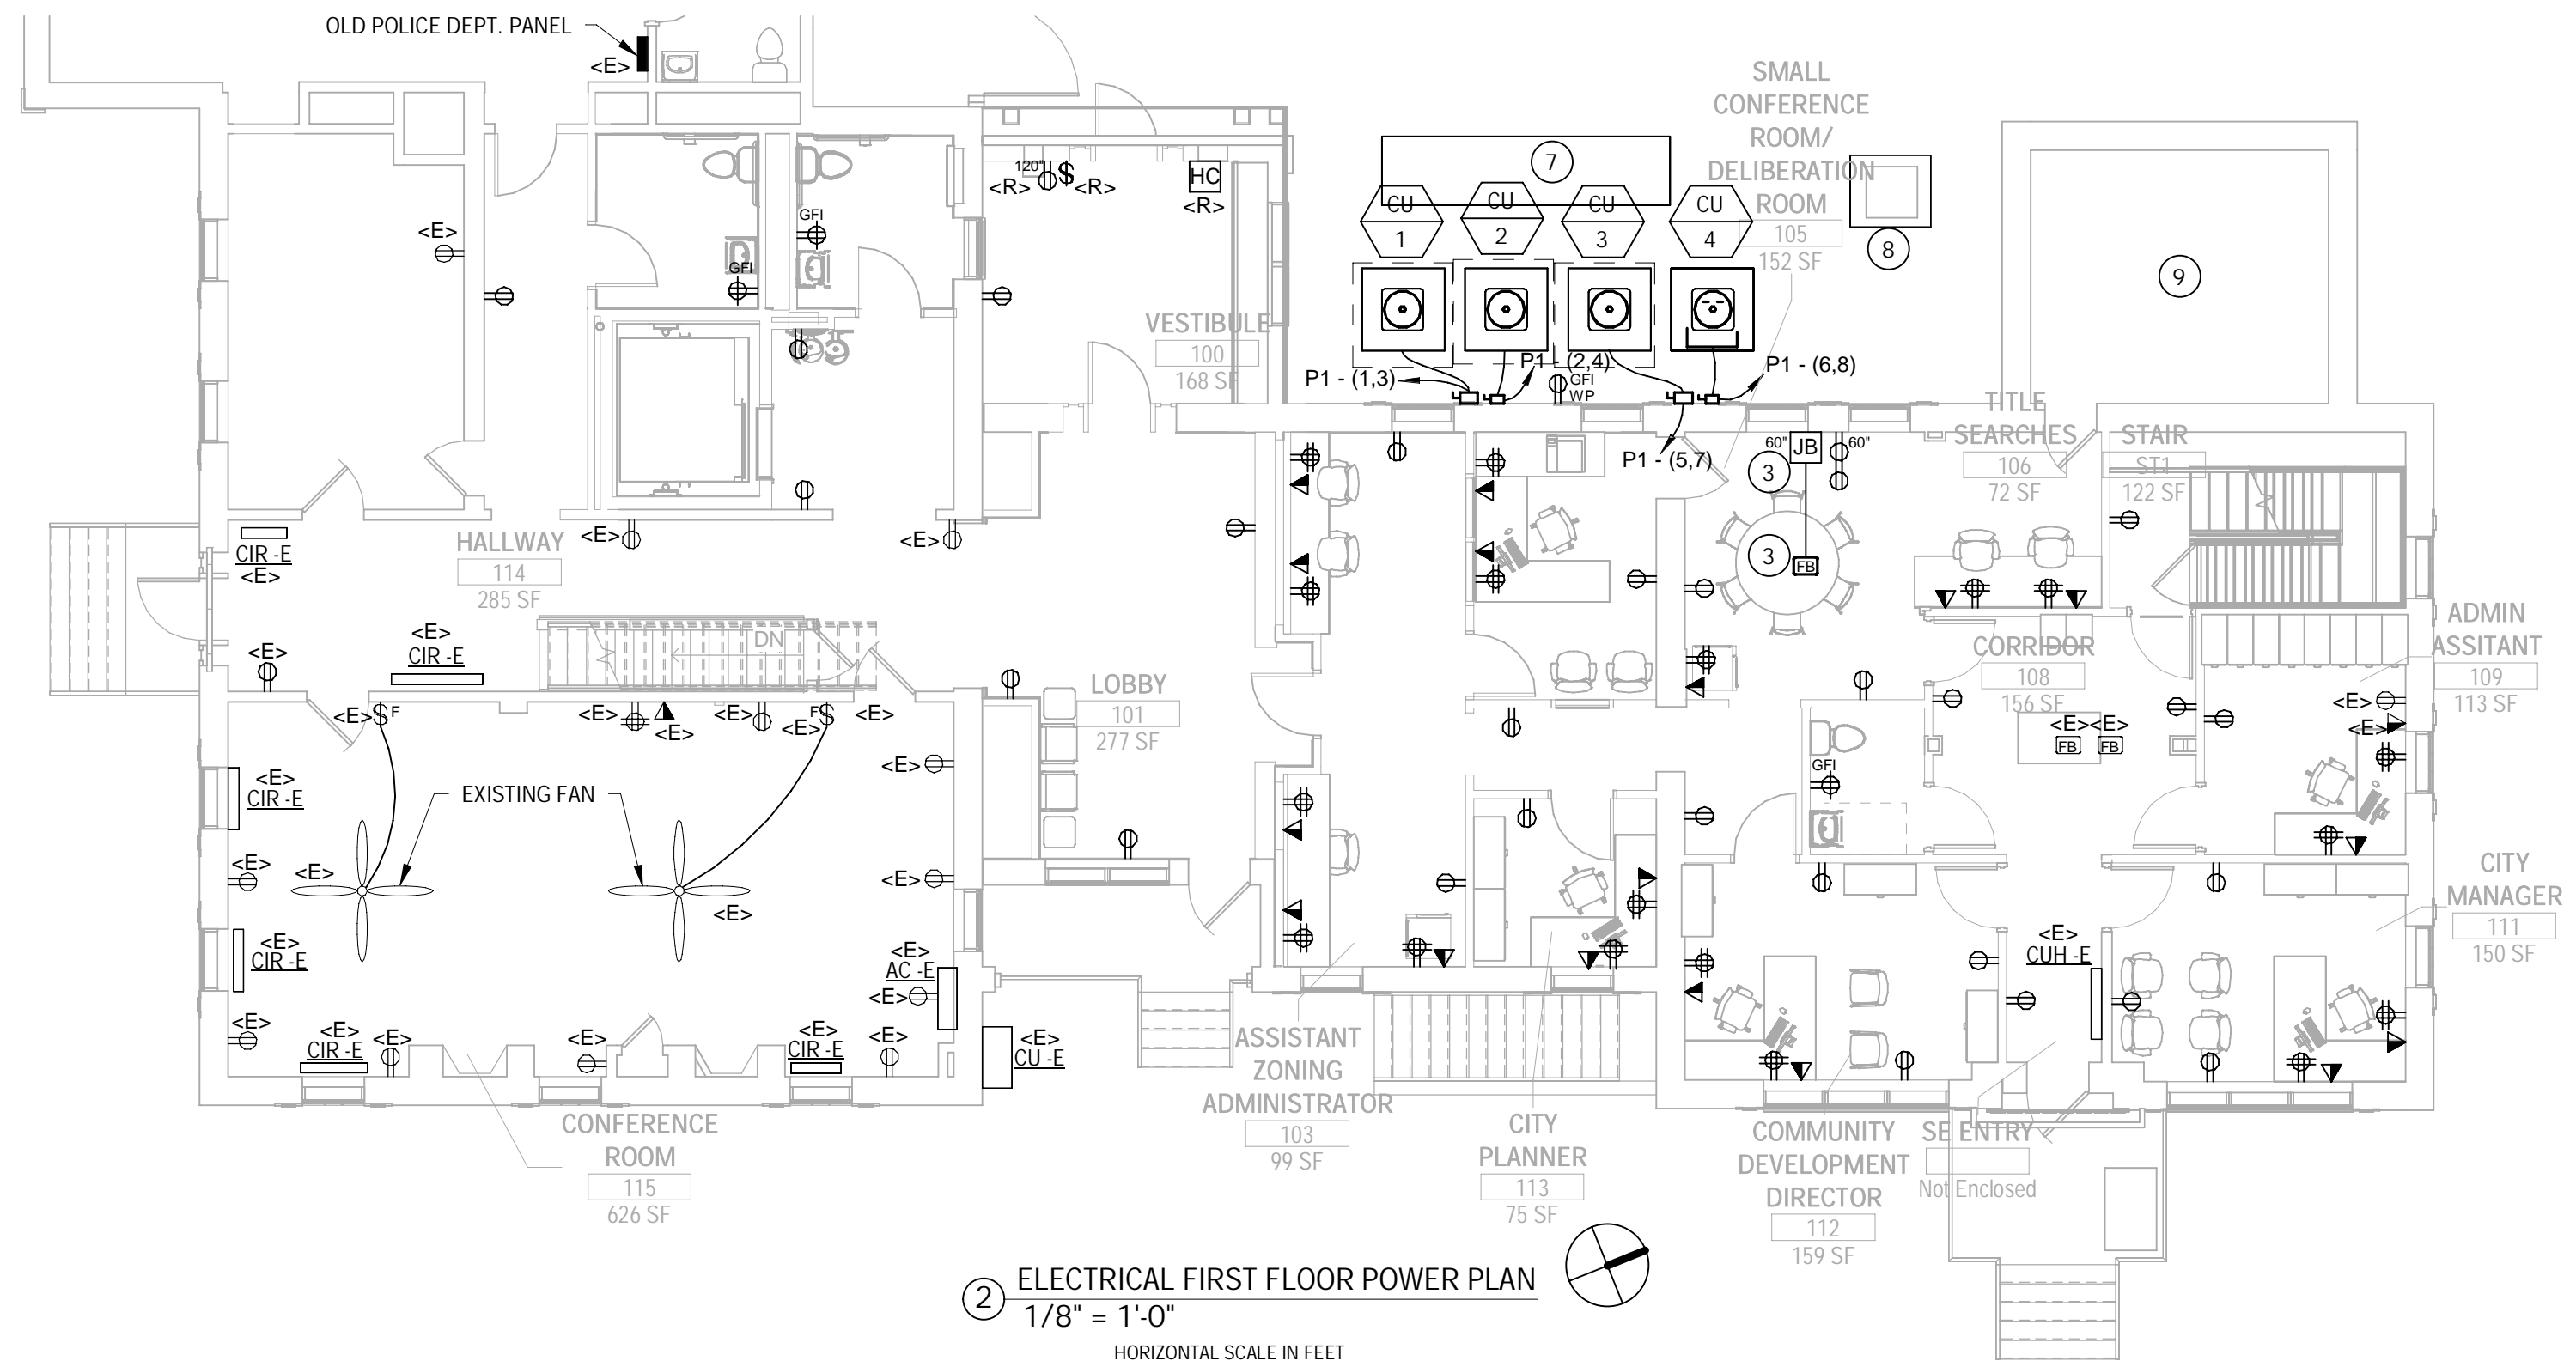 OLD POLICE DEPT. PANEL
<E>
SMALL
CONFERENCE
ROOM/
DELIBERATION
ROOM
105
152 SF
7
8
9
CU
1
CU
2
CU
3
CU
4
120"
<R>
$
<R>
HC
<R>
GFI
GFI
<E>
VESTIBULE
100
168 SF
P1 - (1,3)
P1 - (2,4)
GFI
WP
P1 - (6,8)
P1 - (5,7)
60"
JB
60"
3
3
FB
TITLE
SEARCHES
106
72 SF
STAIR
ST1
122 SF
CIR -E
<E>
HALLWAY
114
285 SF
<E>
<E>
<E>
CIR -E
<E>
DN
LOBBY
101
277 SF
CORRIDOR
108
156 SF
<E><E>
FB
FB
ADMIN
ASSITANT
109
113 SF
<E>
<E>
<E>$F
<E>
<E>
<E>
<E>
F$
<E>
<E>
<E>
CIR -E
EXISTING FAN
<E>
<E>
<E>
<E>
GFI
<E>
CIR -E
<E>
AC -E
<E>
<E>
CUH -E
CITY
MANAGER
111
150 SF
<E>
<E>
CIR -E
<E>
<E>
<E>
CIR -E
<E>
<E>
CU -E
CONFERENCE
ROOM
115
626 SF
ASSISTANT
ZONING
ADMINISTRATOR
103
99 SF
CITY
PLANNER
113
75 SF
COMMUNITY
DEVELOPMENT
DIRECTOR
112
159 SF
SE ENTRY
Not Enclosed
2
ELECTRICAL FIRST FLOOR POWER PLAN
1/8" = 1'-0"
HORIZONTAL SCALE IN FEET